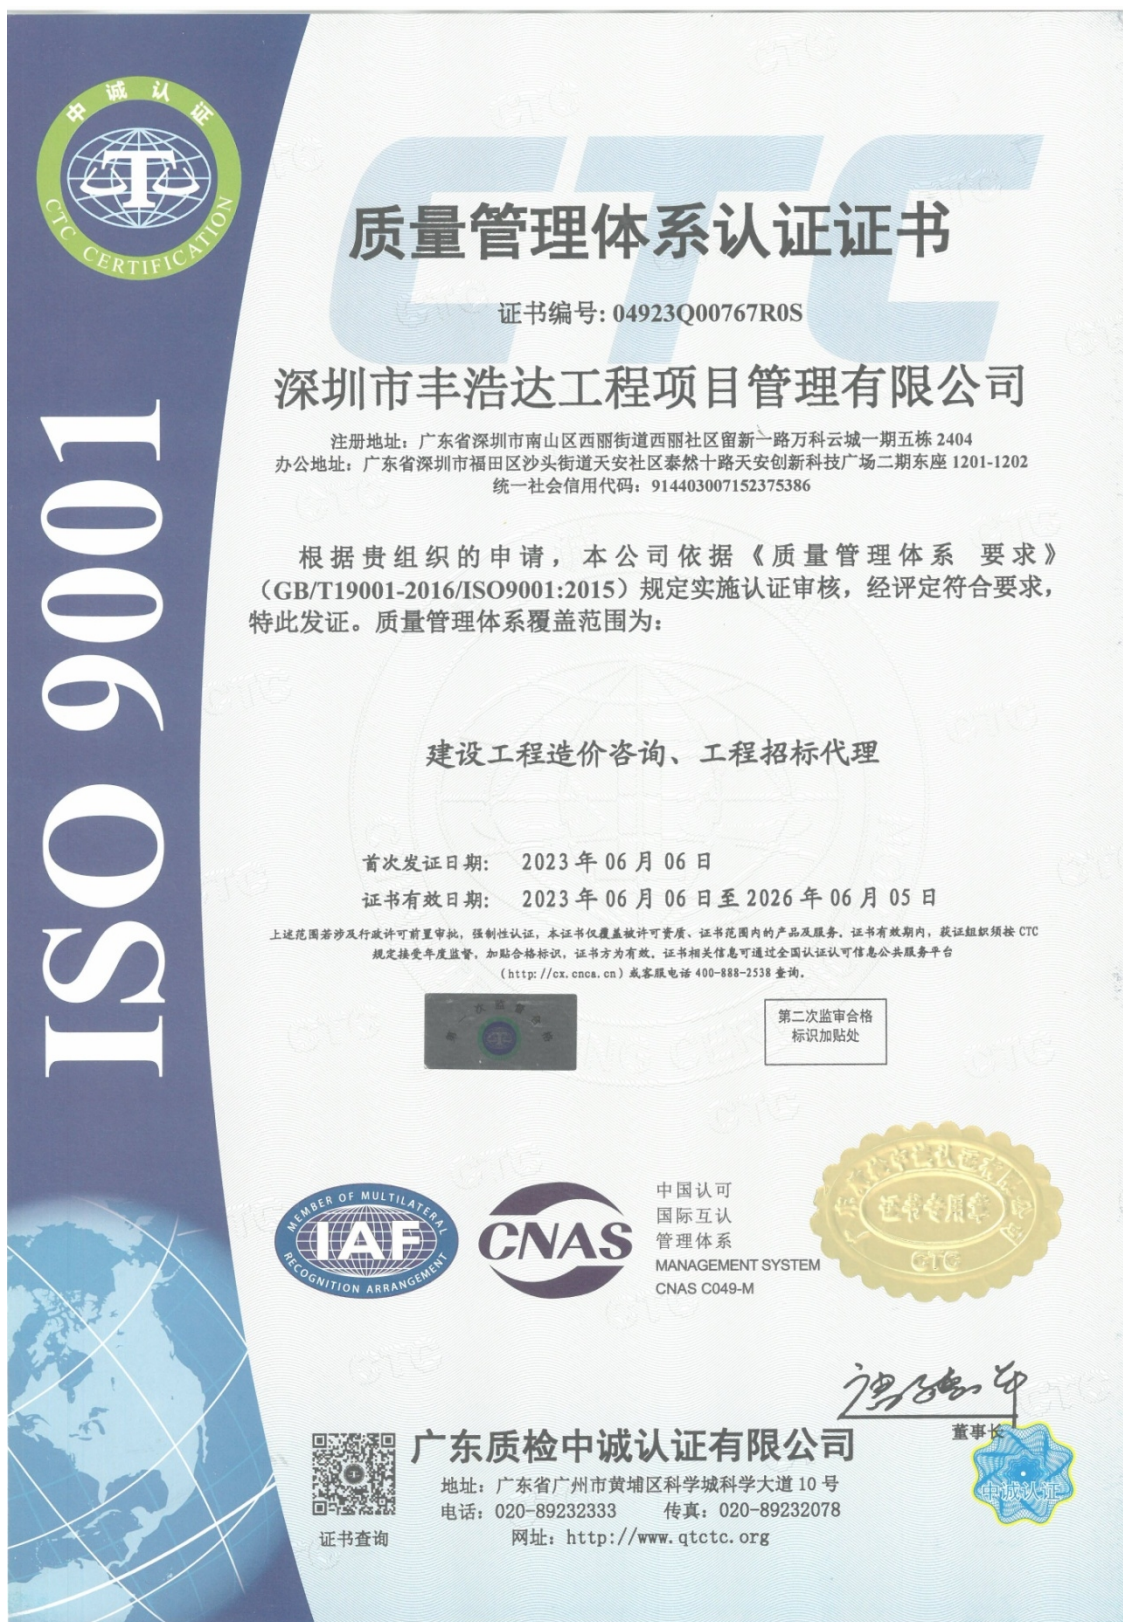 中诚认证
CTC CERTIFICATION
ISO 9001
CTC
质量管理体系认证证书
证书编号: 04923Q00767R0S
深圳市丰浩达工程项目管理有限公司
注册地址：广东省深圳市南山区西丽街道西丽社区留新一路万科云城一期五栋 2404
办公地址：广东省深圳市福田区沙头街道天安社区泰然十路天安创新科技广场二期东座 1201-1202
统一社会信用代码：914403007152375386
根据贵组织的申请，本公司依据《质量管理体系 要求》
（GB/T19001-2016/ISO9001:2015）规定实施认证审核，经评定符合要求，
特此发证。质量管理体系覆盖范围为：
建设工程造价咨询、工程招标代理
首次发证日期： 2023 年 06 月 06 日
证书有效日期： 2023 年 06 月 06 日至 2026 年 06 月 05 日
上述范围若涉及行政许可前置审批，强制性认证，本证书仅覆盖被许可资质、证书范围内的产品及服务。证书有效期内，获证组织须按 CTC
规定接受年度监督，加贴合格标识，证书方为有效。证书相关信息可通过全国认证认可信息公共服务平台
（http://cx.cnca.cn）或客服电话 400-888-2538 查询。
第二次监审合格
标识加贴处
MEMBER OF MULTILATERAL
IAF
RECOGNITION ARRANGEMENT
CNAS
中国认可
国际互认
管理体系
MANAGEMENT SYSTEM
CNAS C049-M
证书专用章
CTC
董事长
中诚认证
广东质检中诚认证有限公司
地址：广东省广州市黄埔区科学城科学大道 10 号
电话：020-89232333 传真：020-89232078
网址：http://www.qtctc.org
证书查询